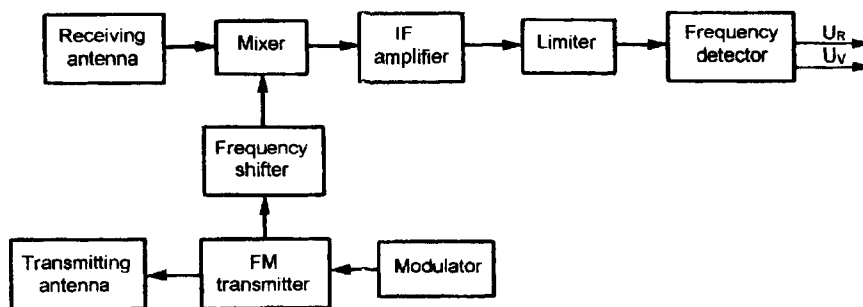 Receiving
antenna
Mixer
IF
amplifier
Limiter
Frequency
detector
UR
UV
Frequency
shifter
Transmitting
antenna
FM
transmitter
Modulator